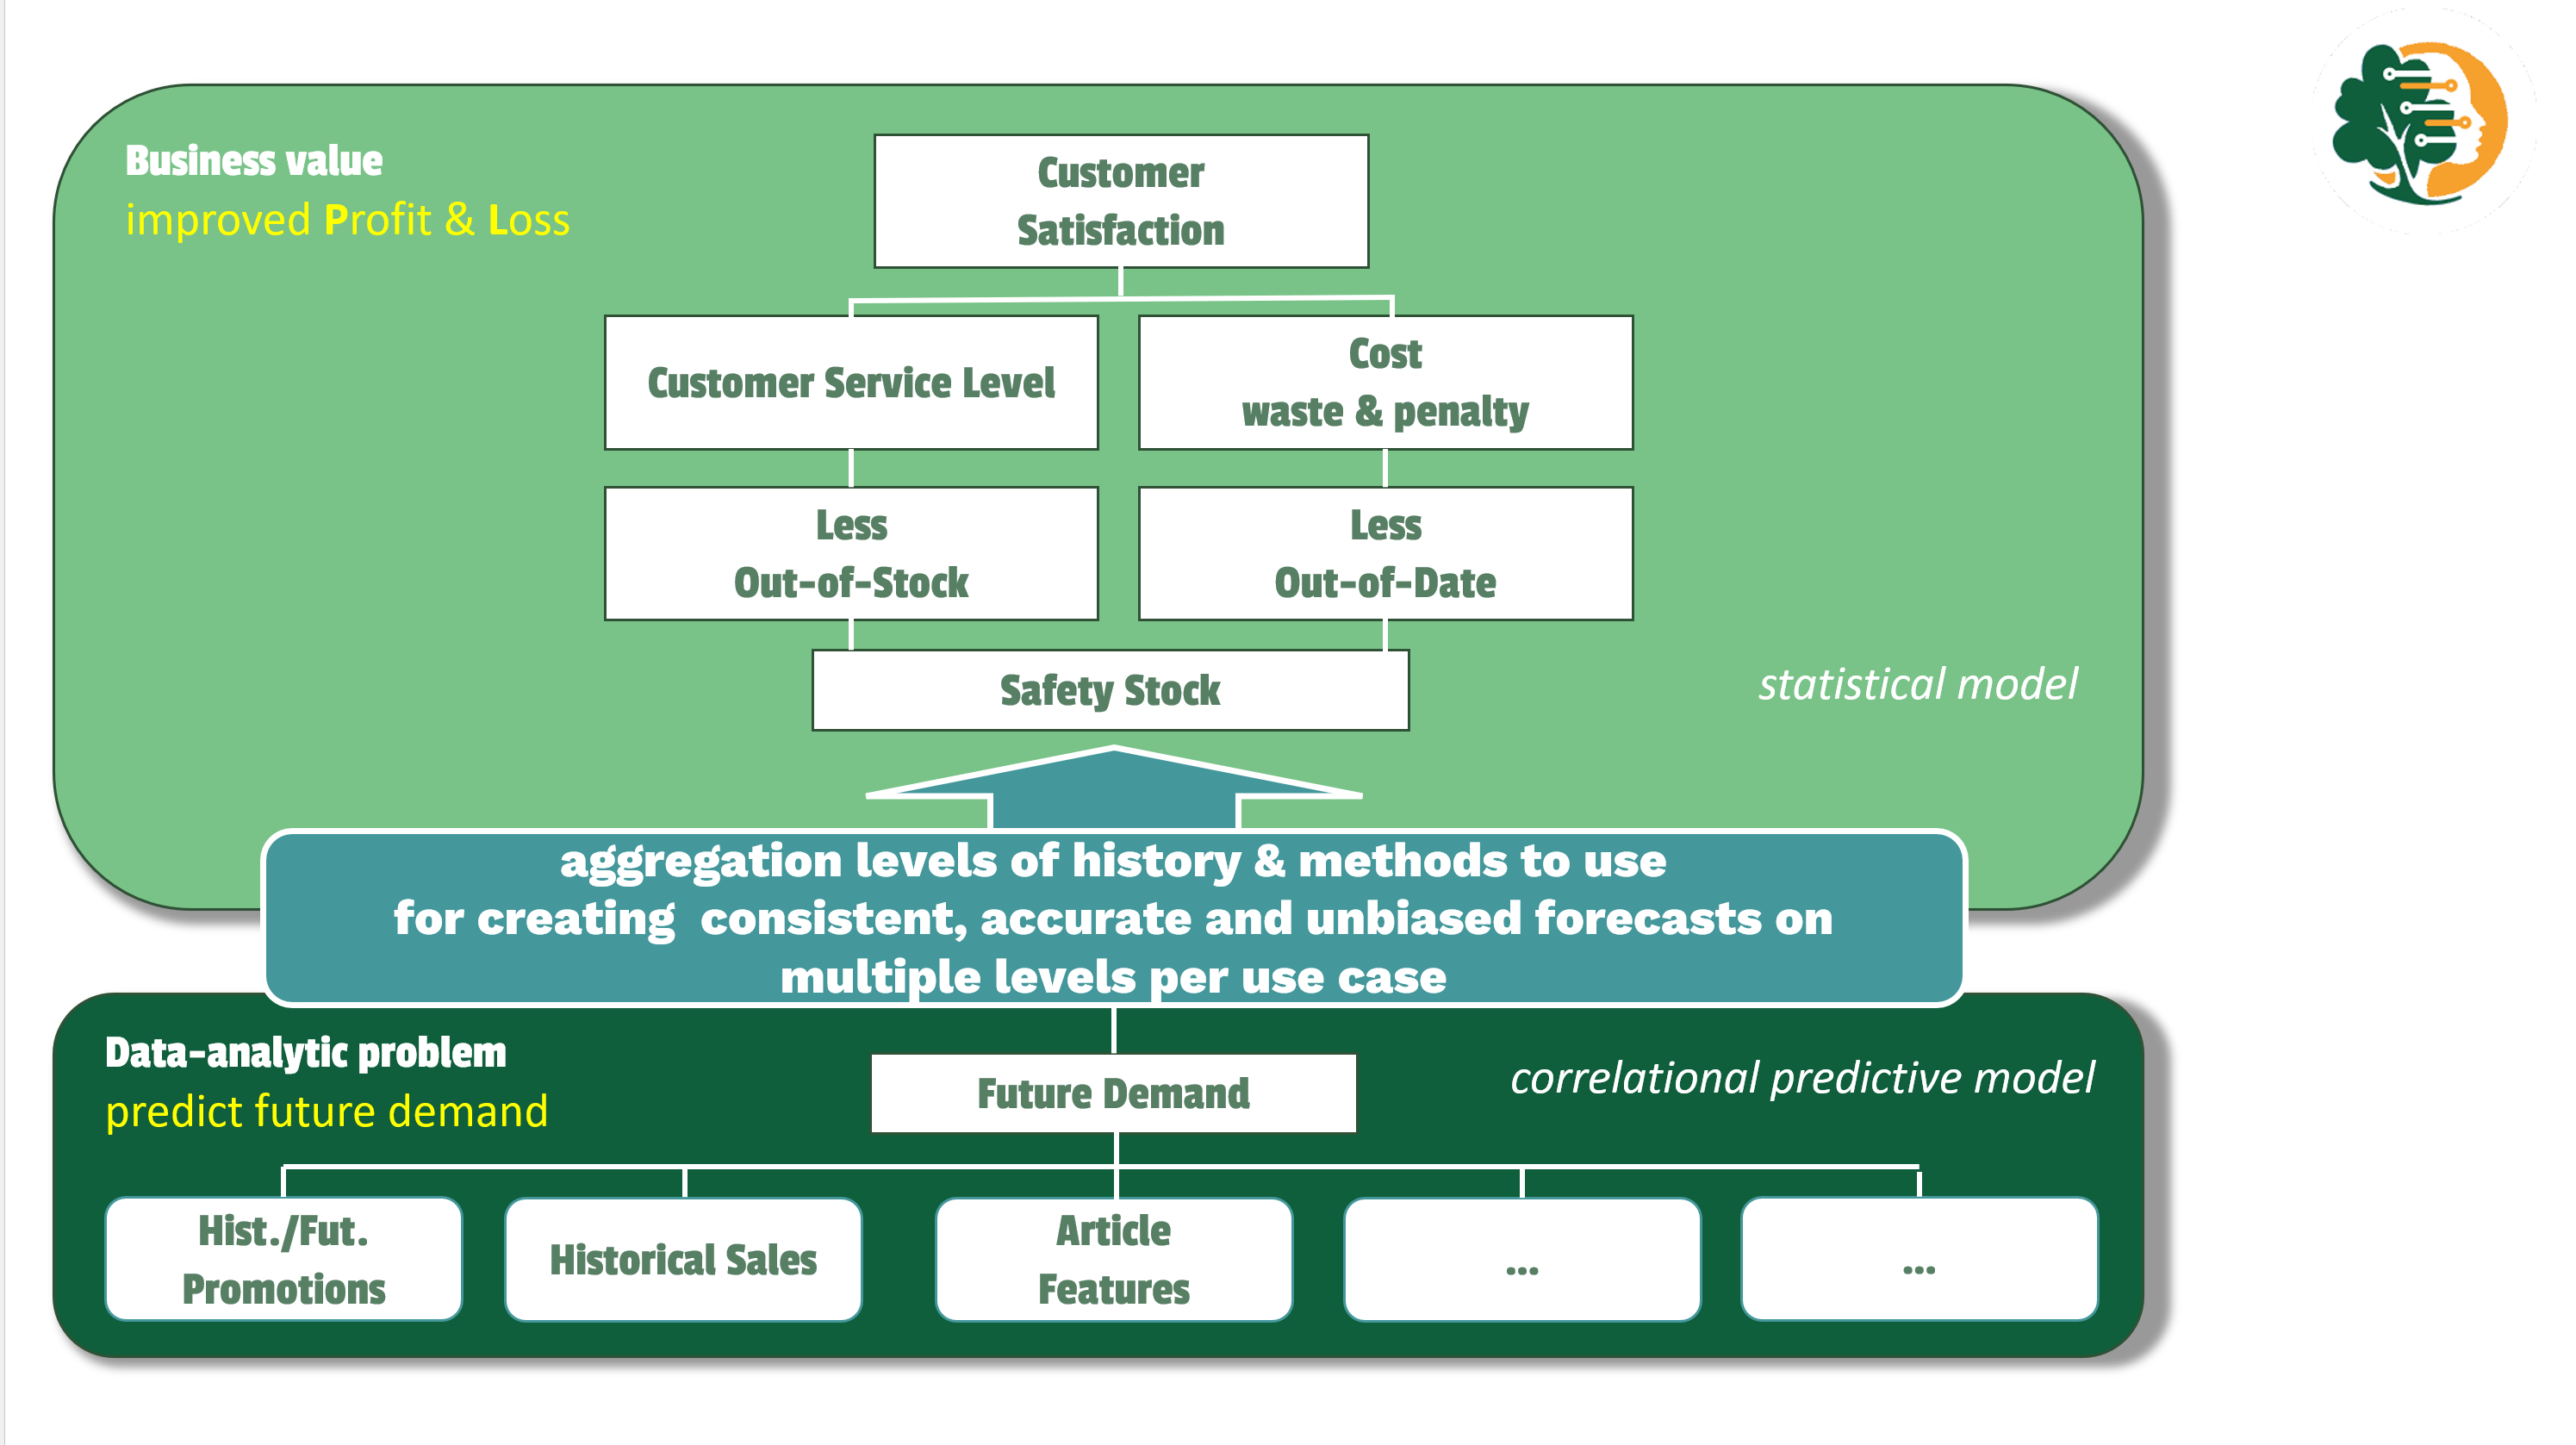 Business value
improved Profit & Loss
Customer
Satisfaction
Customer Service Level
Cost
waste & penalty
Less
Out-of-Stock
Less
Out-of-Date
Safety Stock
statistical model
aggregation levels of history & methods to use
for creating  consistent, accurate and unbiased forecasts on
multiple levels per use case
Data-analytic problem
predict future demand
Future Demand
correlational predictive model
Hist./Fut.
Promotions
Historical Sales
Article
Features
...
...